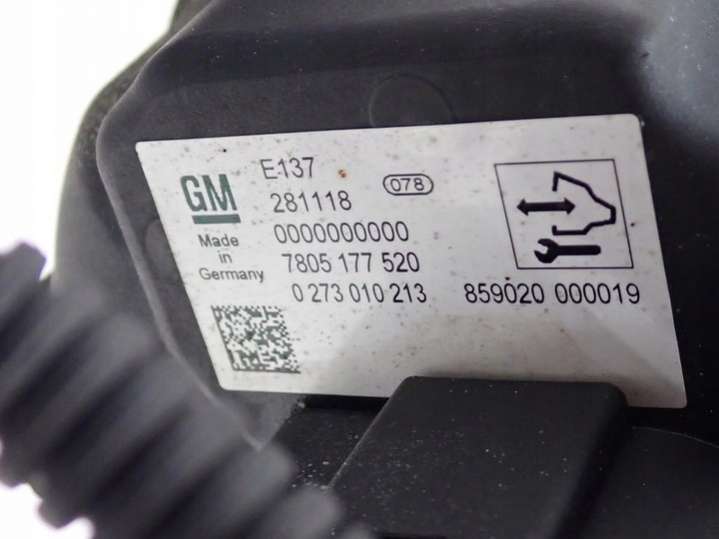 GM
Made
in
Germany
E137
281118 078
0000000000
7805 177 520
0 273 010 213
859020 000019